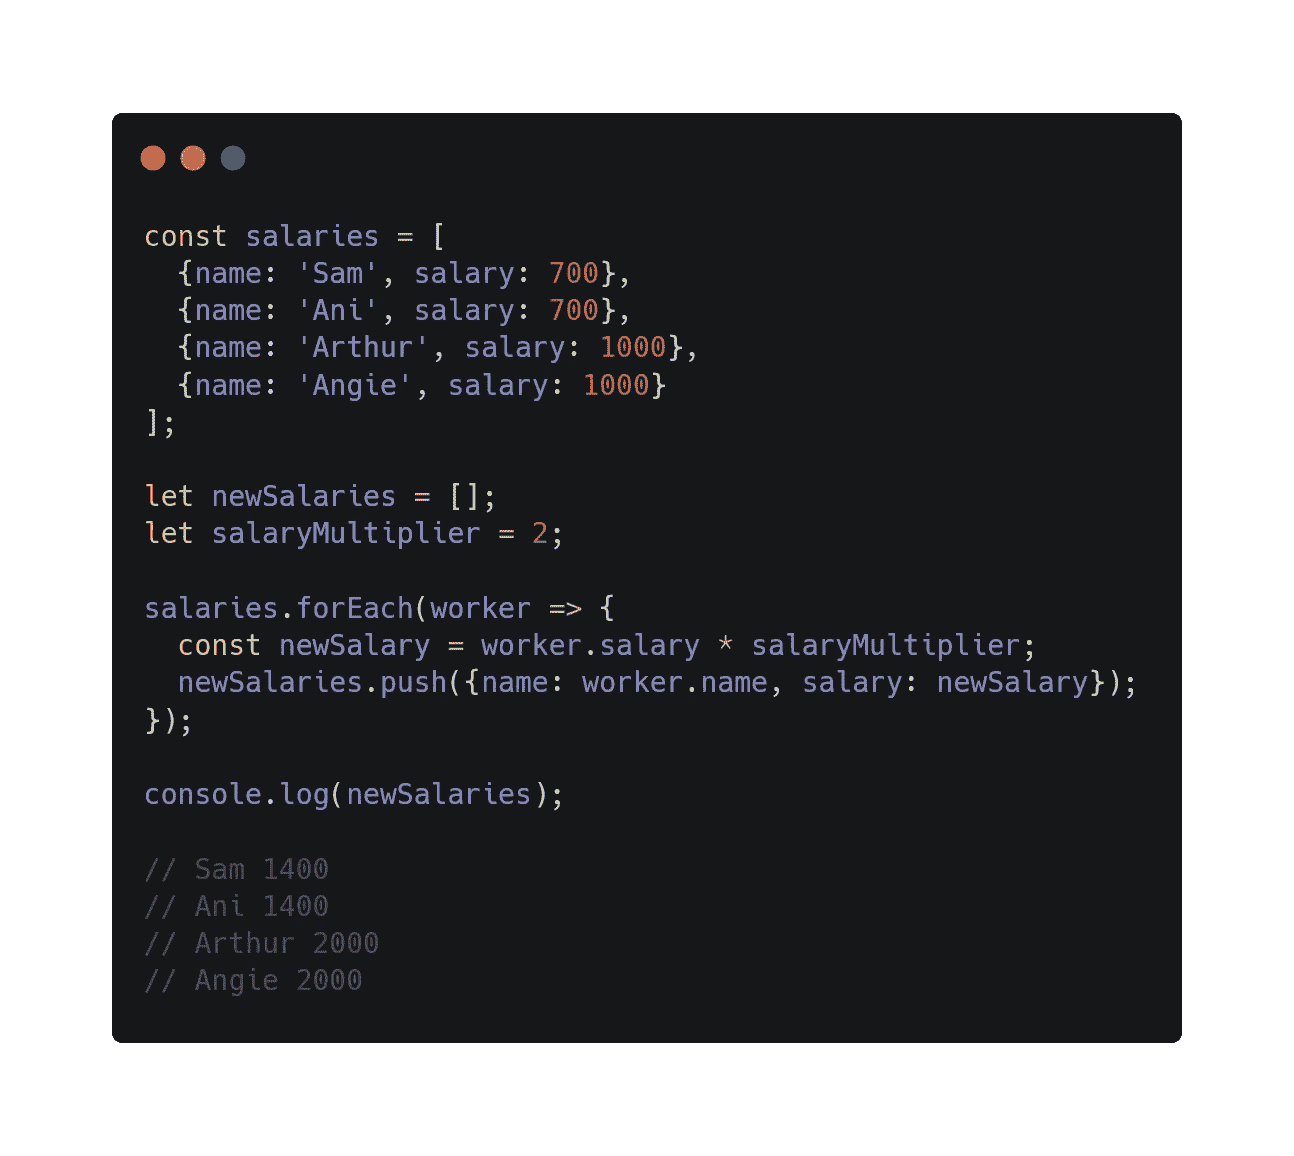 const salaries = [
  {name: 'Sam', salary: 700},
  {name: 'Ani', salary: 700},
  {name: 'Arthur', salary: 1000},
  {name: 'Angie', salary: 1000}
];

let newSalaries = [];
let salaryMultiplier = 2;

salaries.forEach(worker => {
  const newSalary = worker.salary * salaryMultiplier;
  newSalaries.push({name: worker.name, salary: newSalary});
});

console.log(newSalaries);

// Sam 1400
// Ani 1400
// Arthur 2000
// Angie 2000